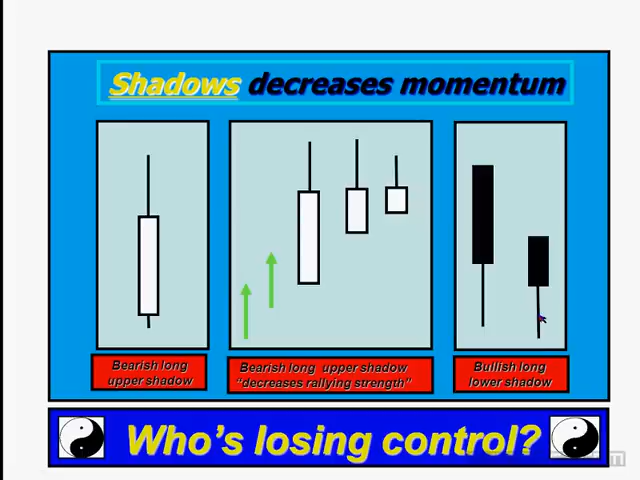 Shadows decreases momentum
Bearish long
upper shadow
Bearish long upper shadow
"decreases rallying strength"
Bullish long
lower shadow
Who's losing control?